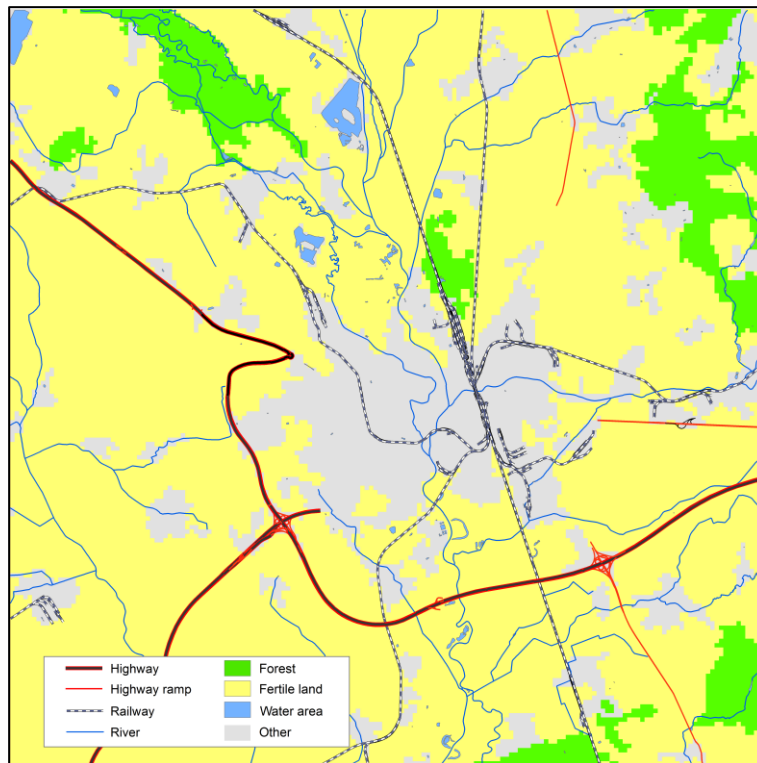 Highway
Highway ramp
Railway
River
Forest
Fertile land
Water area
Other